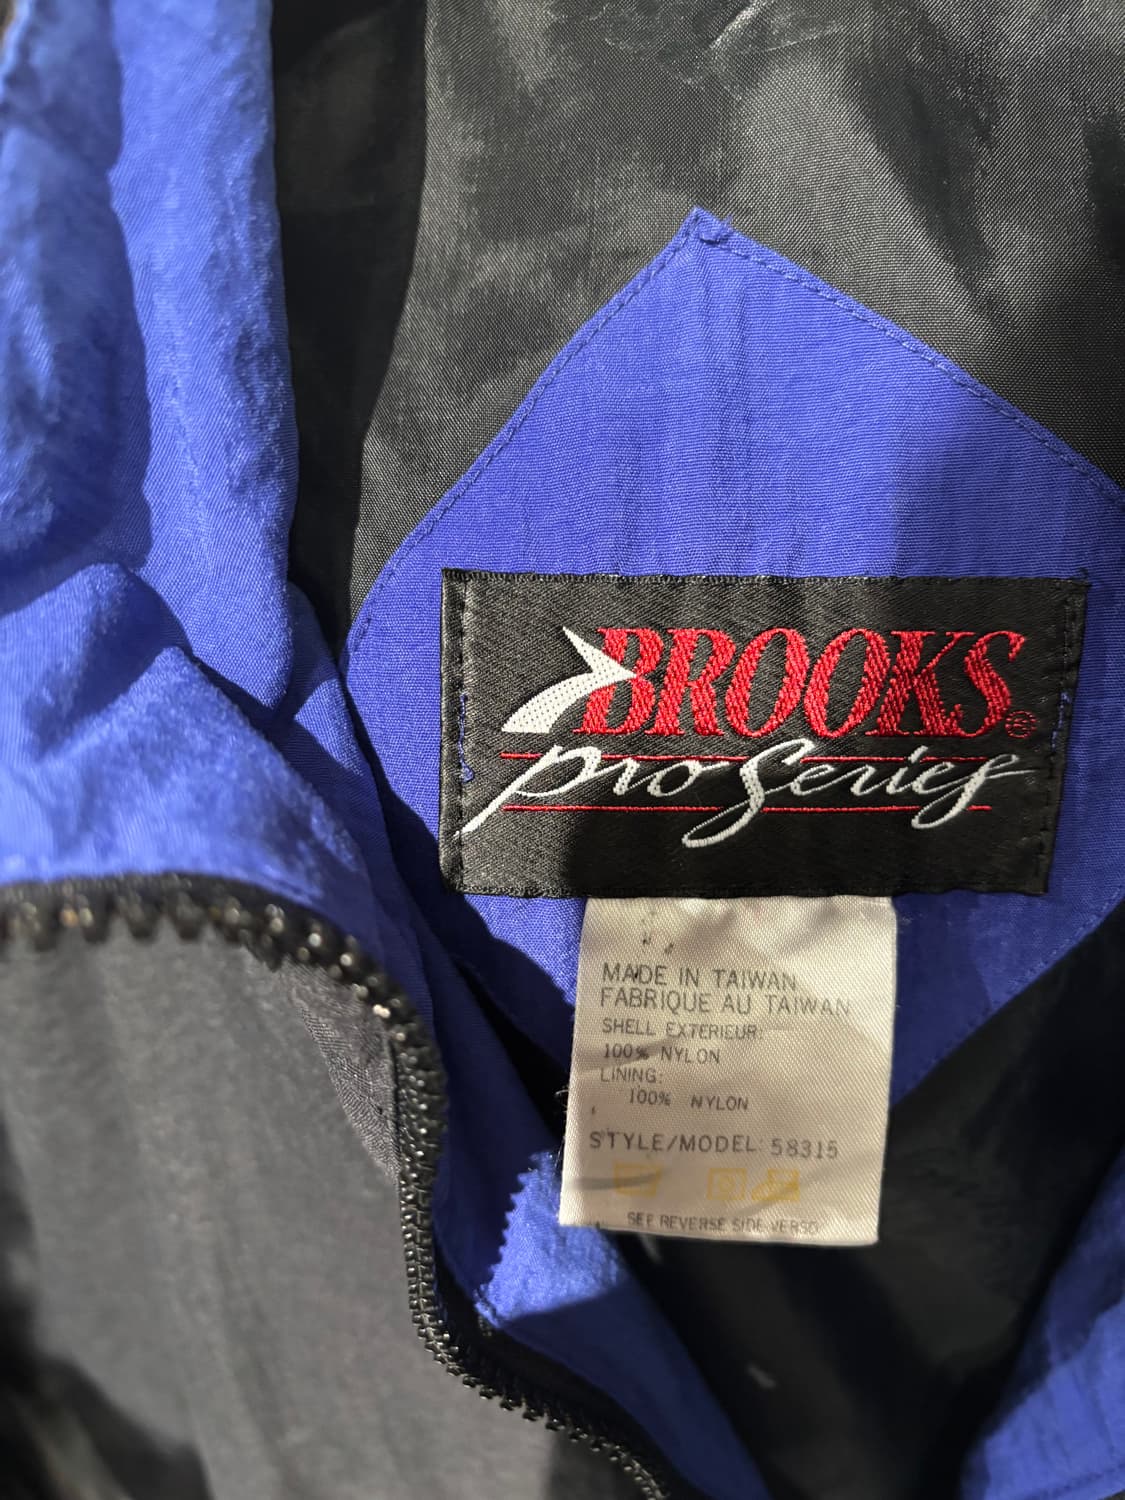 BROOKS®
Pro Series
MADE IN TAIWAN
FABRIQUE AU TAIWAN
SHELL EXTERIEUR:
100% NYLON
LINING:
100% NYLON
STYLE/MODEL: 58315
SEE REVERSE SIDE VERSO